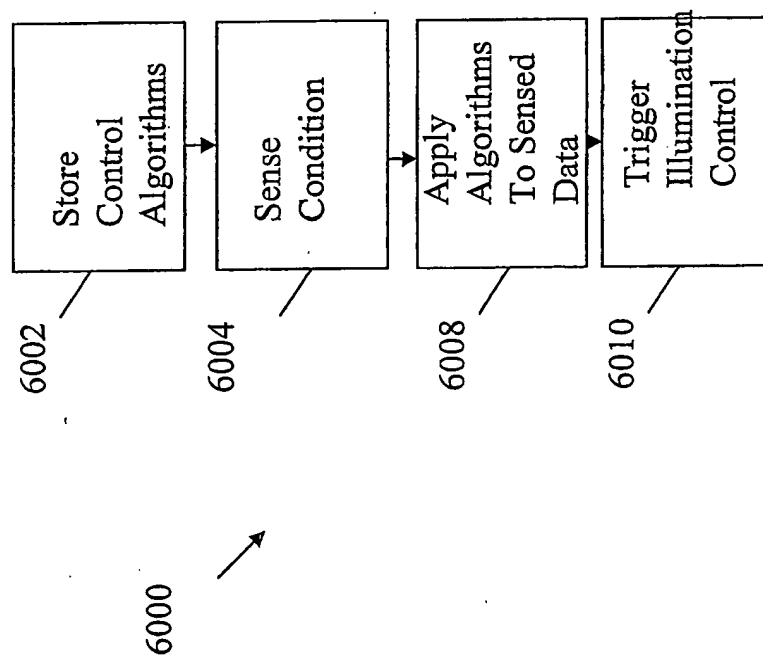 6000
6002
Store
Control
Algorithms
6004
Sense
Condition
6008
Apply
Algorithms
To Sensed
Data
6010
Trigger
Illumination
Control